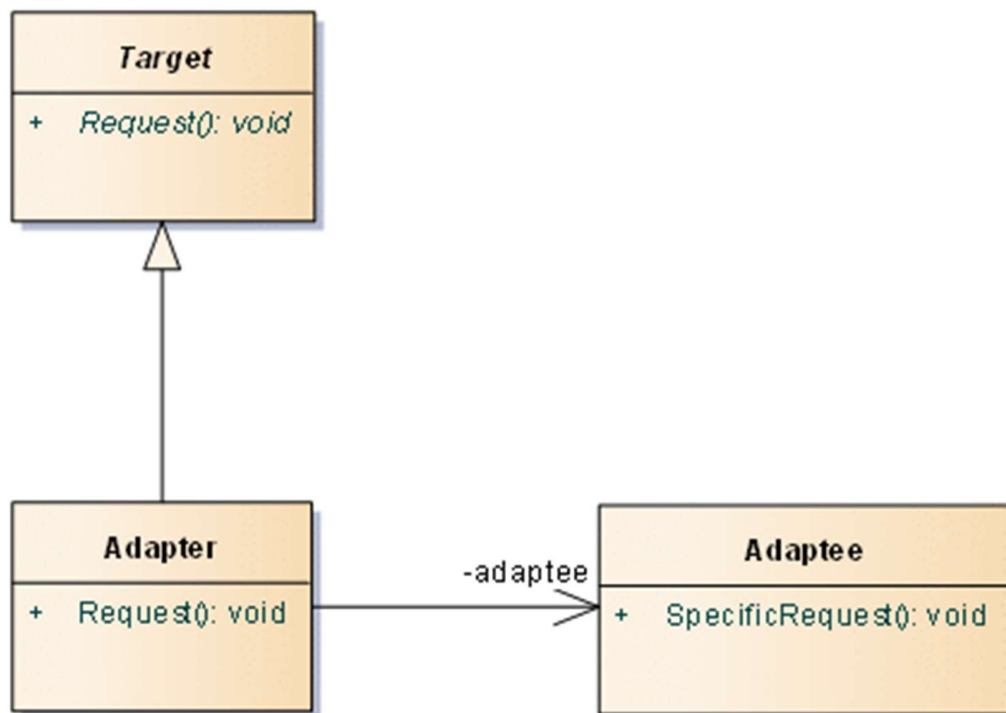 Target
+ Request(): void
Adapter
+ Request(): void
-adaptee
Adaptee
+ SpecificRequest(): void